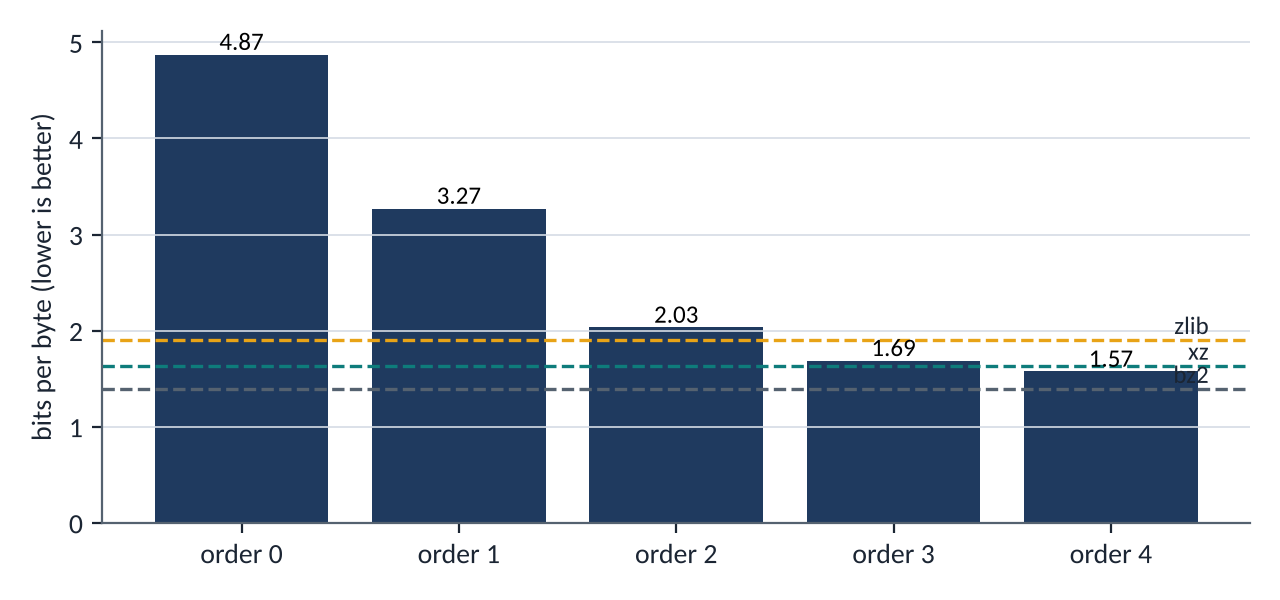 bits per byte (lower is better)
5
4
3
2
1
0
4.87
3.27
2.03
1.69
1.57
zlib
xz
bz2
order 0
order 1
order 2
order 3
order 4